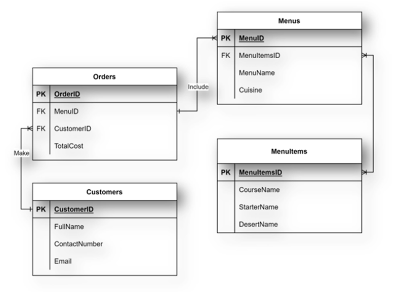 Menus
PK MenuID
FK MenuItemsID
MenuName
Cuisine
Include
Orders
PK OrderID
FK MenuID
FK CustomerID
TotalCost
Make
MenuItems
PK MenuItemsID
CourseName
StarterName
DesertName
Customers
PK CustomerID
FullName
ContactNumber
Email